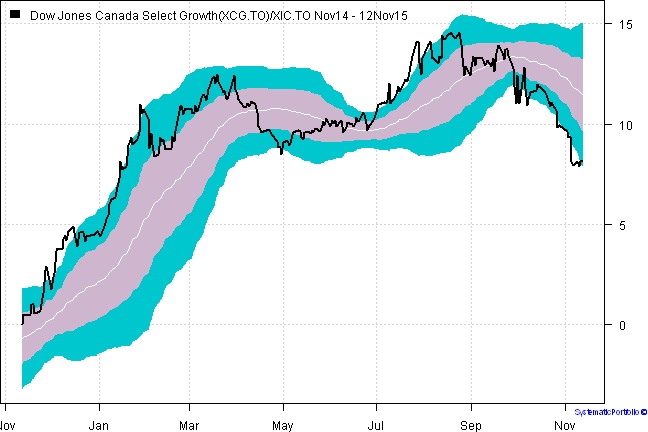 Dow Jones Canada Select Growth(XCG.TO)/XIC.TO Nov14 - 12Nov15
15
10
5
0
Nov Jan Mar May Jul Sep Nov
SystematicPortfolio ©